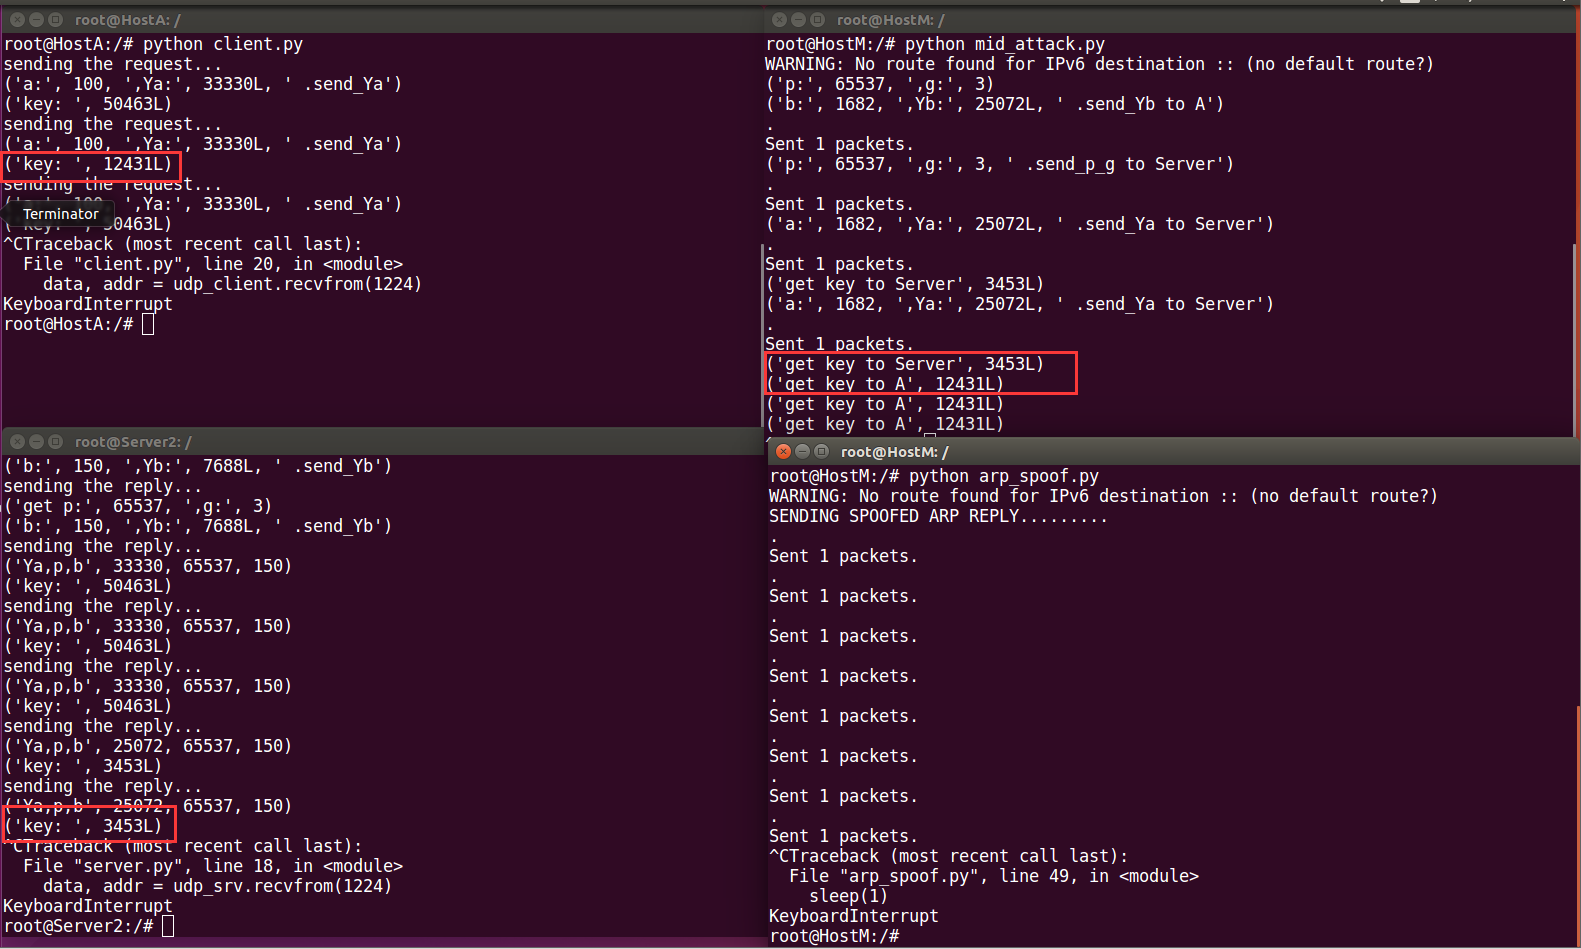 root@HostA: /
root@HostA:/# python client.py
sending the request...
('a:', 100, ',Ya:', 33330L, ' .send_Ya')
('key: ', 50463L)
sending the request...
('a:', 100, ',Ya:', 33330L, ' .send_Ya')
('key: ', 12431L)
sending the request...
100, ',Ya:', 33330L, ' .send_Ya')
Terminator
50463L)
^CTraceback (most recent call last):
File "client.py", line 20, in <module>
data, addr = udp_client.recvfrom(1224)
KeyboardInterrupt
root@HostA:/#
root@HostM: /
root@HostM:/# python mid_attack.py
WARNING: No route found for IPv6 destination :: (no default route?)
('p:', 65537, ',g:', 3)
('b:', 1682, ',Yb:', 25072L, ' .send_Yb to A')
.
Sent 1 packets.
('p:', 65537, ',g:', 3, ' .send_p_g to Server')
.
Sent 1 packets.
('a:', 1682, ',Ya:', 25072L, ' .send_Ya to Server')
.
Sent 1 packets.
('get key to Server', 3453L)
('a:', 1682, ',Ya:', 25072L, ' .send_Ya to Server')
.
Sent 1 packets.
('get key to Server', 3453L)
('get key to A', 12431L)
('get key to A', 12431L)
('get key to A', 12431L)
root@Server2: /
('b:', 150, ',Yb:', 7688L, ' .send_Yb')
sending the reply...
('get p:', 65537, ',g:', 3)
('b:', 150, ',Yb:', 7688L, ' .send_Yb')
sending the reply...
('Ya,p,b', 33330, 65537, 150)
('key: ', 50463L)
sending the reply...
('Ya,p,b', 33330, 65537, 150)
('key: ', 50463L)
sending the reply...
('Ya,p,b', 33330, 65537, 150)
('key: ', 50463L)
sending the reply...
('Ya,p,b', 25072, 65537, 150)
('key: ', 3453L)
sending the reply...
('Ya,p,b', 25072, 65537, 150)
('key: ', 3453L)
^CTraceback (most recent call last):
File "server.py", line 18, in <module>
data, addr = udp_srv.recvfrom(1224)
KeyboardInterrupt
root@Server2:/#
root@HostM: /
root@HostM:/# python arp_spoof.py
WARNING: No route found for IPv6 destination :: (no default route?)
SENDING SPOOFED ARP REPLY.........
.
Sent 1 packets.
.
Sent 1 packets.
.
Sent 1 packets.
.
Sent 1 packets.
.
Sent 1 packets.
.
Sent 1 packets.
.
Sent 1 packets.
.
Sent 1 packets.
^CTraceback (most recent call last):
File "arp_spoof.py", line 49, in <module>
sleep(1)
KeyboardInterrupt
root@HostM:/#